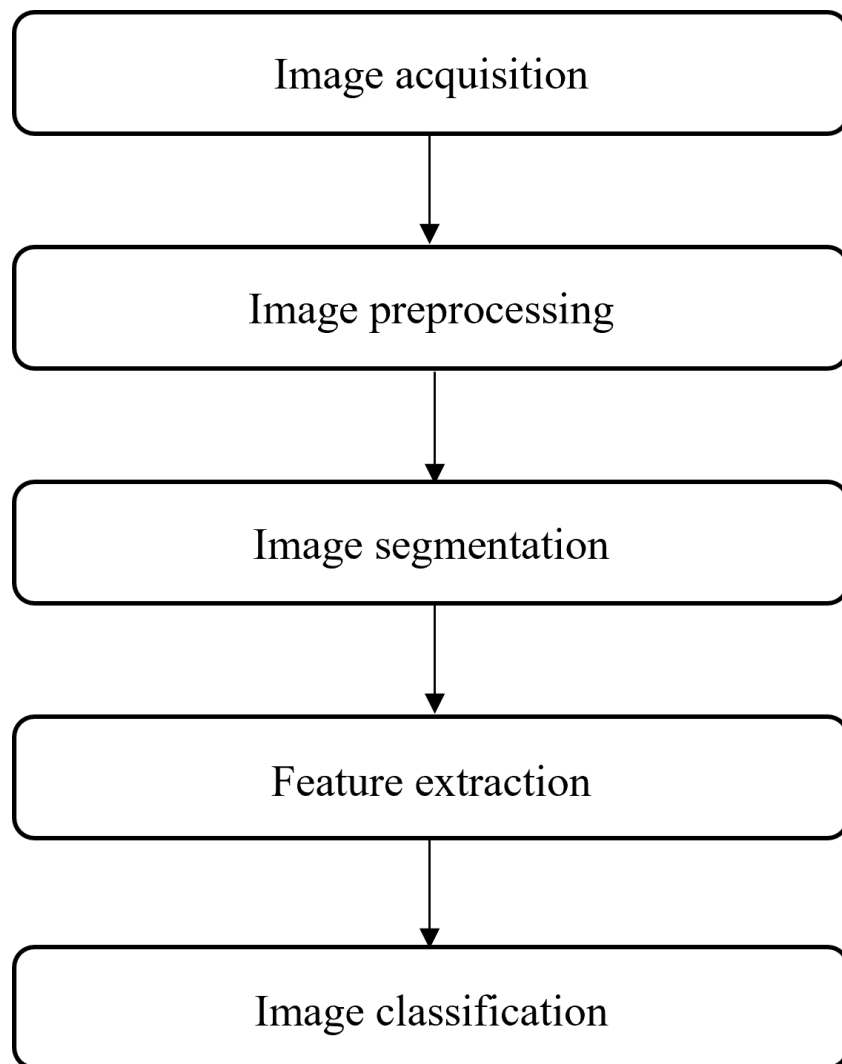 Image acquisition
Image preprocessing
Image segmentation
Feature extraction
Image classification